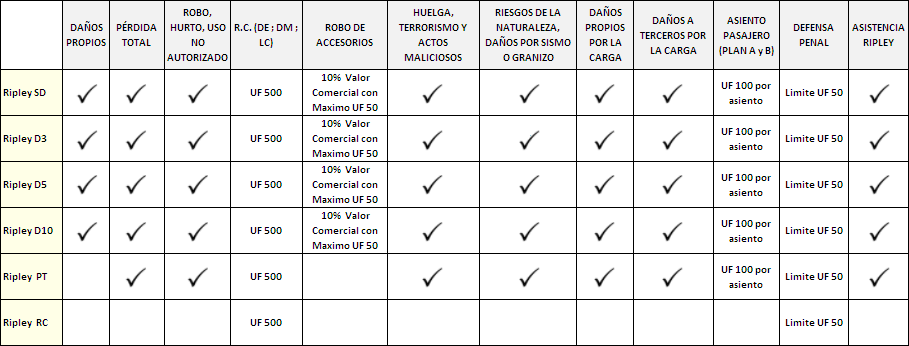 DAÑOS PROPIOS
PÉRDIDA TOTAL
ROBO, HURTO, USO NO AUTORIZADO
R.C. (DE ; DM ; LC)
ROBO DE ACCESORIOS
HUELGA, TERRORISMO Y ACTOS MALICIOSOS
RIESGOS DE LA NATURALEZA, DAÑOS POR SISMO O GRANIZO
DAÑOS PROPIOS POR LA CARGA
DAÑOS A TERCEROS POR LA CARGA
ASIENTO PASAJERO (PLAN A y B)
DEFENSA PENAL
ASISTENCIA RIPLEY
Ripley SD
UF 500
10% Valor
Comercial con
Maximo UF 50
UF 100 por
asiento
Limite UF 50
Ripley D3
UF 500
10% Valor
Comercial con
Maximo UF 50
UF 100 por
asiento
Limite UF 50
Ripley D5
UF 500
10% Valor
Comercial con
Maximo UF 50
UF 100 por
asiento
Limite UF 50
Ripley D10
UF 500
10% Valor
Comercial con
Maximo UF 50
UF 100 por
asiento
Limite UF 50
Ripley PT
UF 500
UF 100 por
asiento
Limite UF 50
Ripley RC
UF 500
Limite UF 50